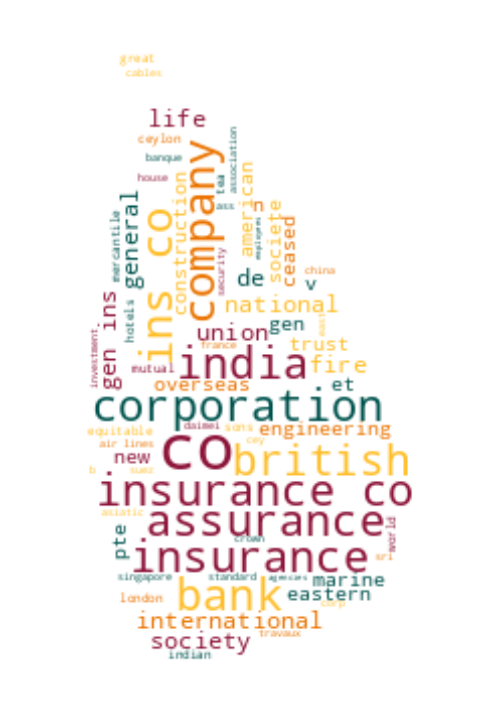 great
cables
life
ceylon
association
banque
company
house
tea
construction
american
ass
ins co
general
mercantile
societe
n
employees
ceased
security
de
china
v
hotels
gen ins
national
gen
east
union
investment
france
trust
mutual
india
fire
overseas
et
corporation
equitable
daimei
sons
engineering
air lines
cey
new
co
british
b
suez
insurance co
asiatic
assurance
world
pte
crown
insurance
sri
singapore
standard
agencies
marine
bank
eastern
london
corp
international
travaux
society
indian